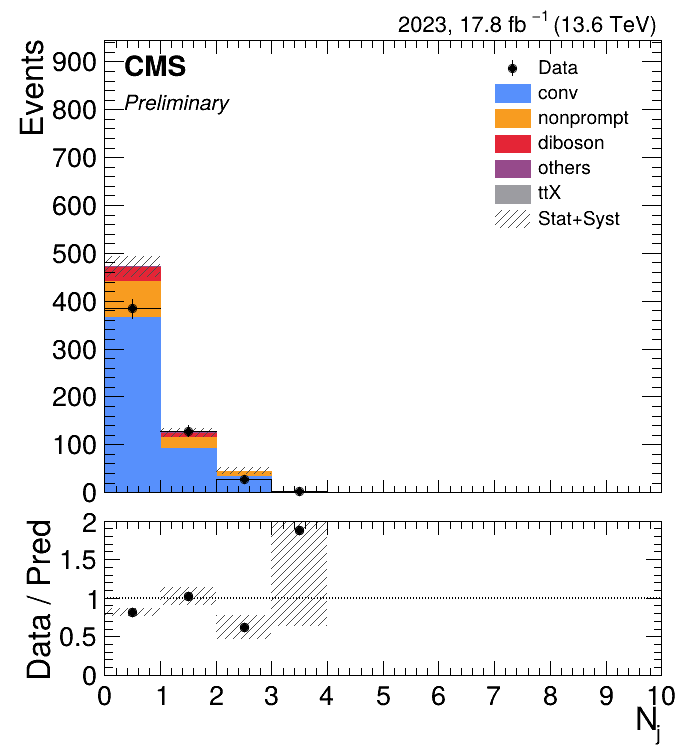 2023, 17.8 fb⁻¹ (13.6 TeV)
CMS
Preliminary
Events
900
800
700
600
500
400
300
200
100
0
Data
conv
nonprompt
diboson
others
ttX
Stat+Syst
Data / Pred
2
1.5
1
0.5
0
0 1 2 3 4 5 6 7 8 9 10
N_j